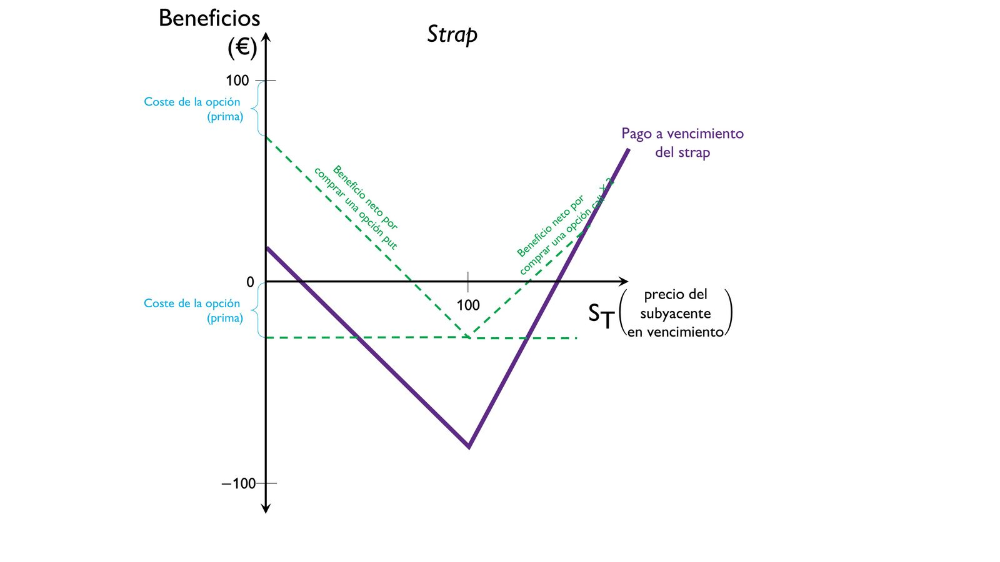 Beneficios
(€)
Strap
100
Coste de la opción
(prima)
Pago a vencimiento
del strap
Beneficio neto por
comprar una opción put
Beneficio neto por
comprar una opción call × 2
0
100
Coste de la opción
(prima)
S_T
(precio del
subyacente
en vencimiento)
−100